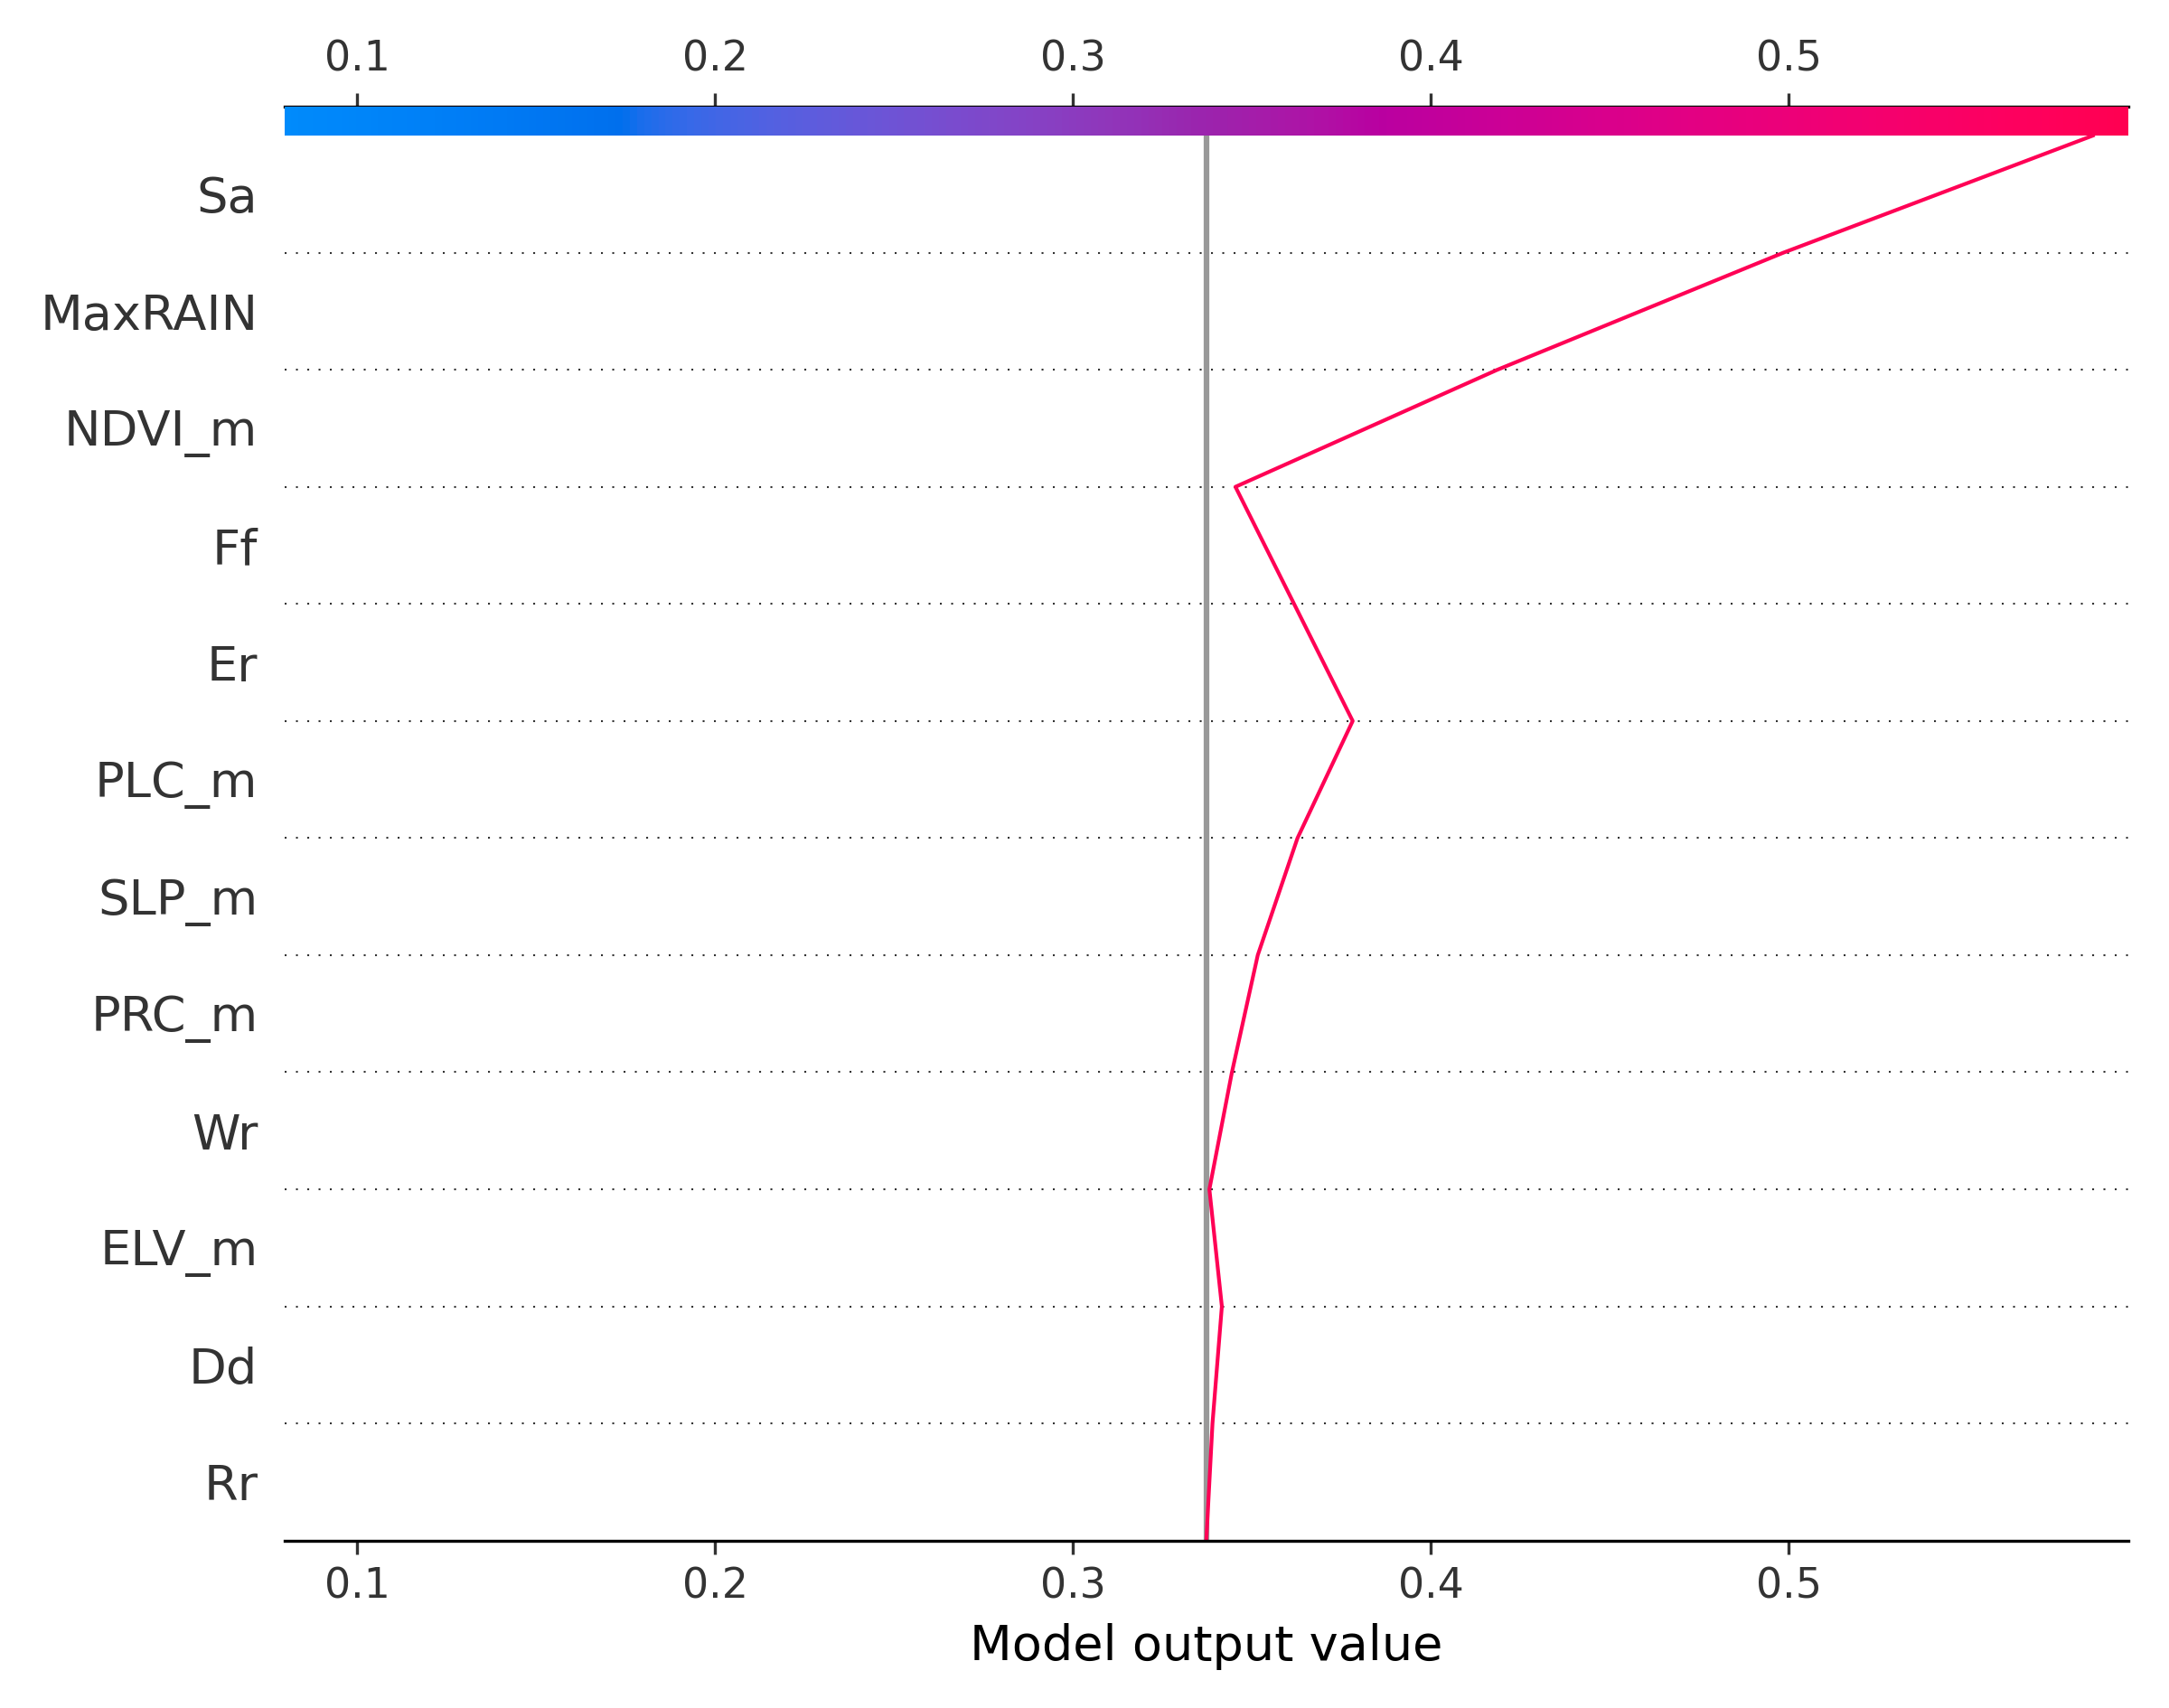 0.1 0.2 0.3 0.4 0.5
Sa
MaxRAIN
NDVI_m
Ff
Er
PLC_m
SLP_m
PRC_m
Wr
ELV_m
Dd
Rr
0.1 0.2 0.3 0.4 0.5
Model output value